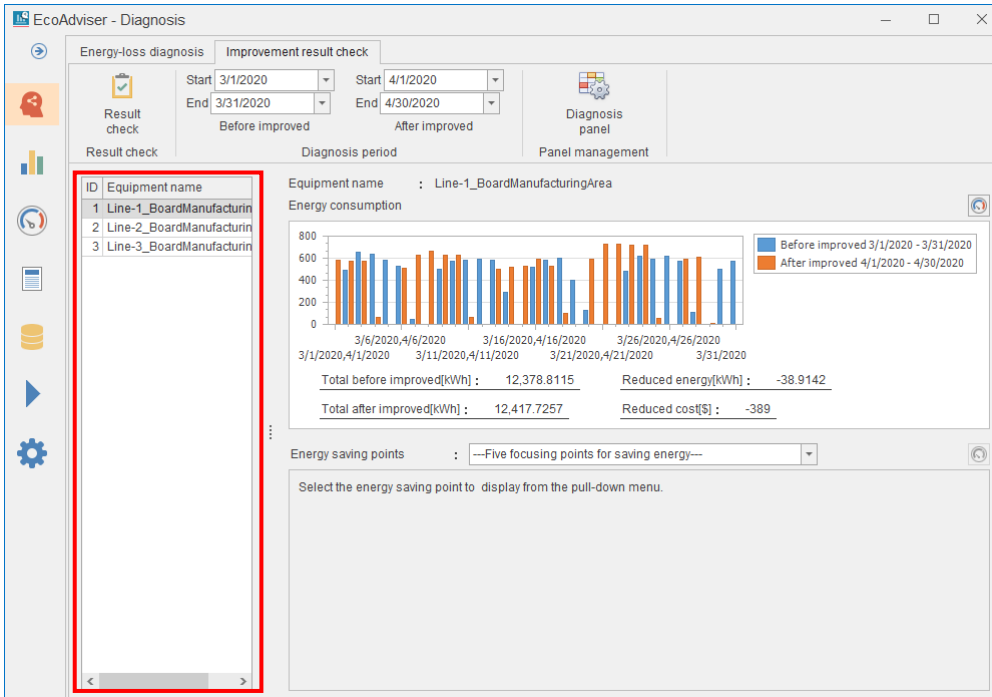 EcoAdviser - Diagnosis
Energy-loss diagnosis
Improvement result check
Result check
Start 3/1/2020
End 3/31/2020
Before improved
Start 4/1/2020
End 4/30/2020
After improved
Diagnosis panel
Result check
Diagnosis period
Panel management
ID Equipment name
1 Line-1_BoardManufacturin
2 Line-2_BoardManufacturin
3 Line-3_BoardManufacturin
Equipment name : Line-1_BoardManufacturingArea
Energy consumption
800
600
400
200
0
3/6/2020,4/6/2020 3/16/2020,4/16/2020 3/26/2020,4/26/2020
3/1/2020,4/1/2020 3/11/2020,4/11/2020 3/21/2020,4/21/2020 3/31/2020
Before improved 3/1/2020 - 3/31/2020
After improved 4/1/2020 - 4/30/2020
Total before improved[kWh] : 12,378.8115 Reduced energy[kWh] : -38.9142
Total after improved[kWh] : 12,417.7257 Reduced cost[$] : -389
Energy saving points : ---Five focusing points for saving energy---
Select the energy saving point to display from the pull-down menu.